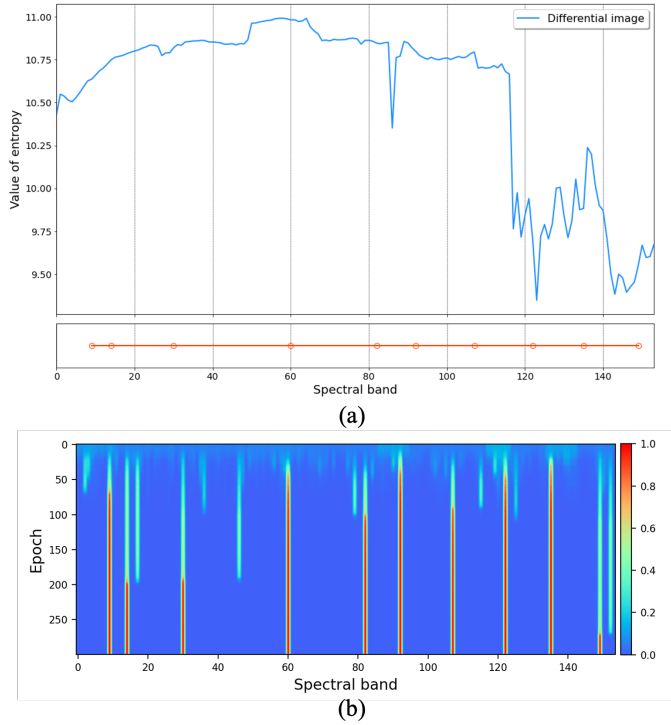 11.00
10.75
10.50
10.25
10.00
9.75
9.50
Value of entropy
Differential image
0 20 40 60 80 100 120 140
Spectral band
(a)
0
50
100
150
200
250
Epoch
0 20 40 60 80 100 120 140
Spectral band
1.0
0.8
0.6
0.4
0.2
0.0
(b)